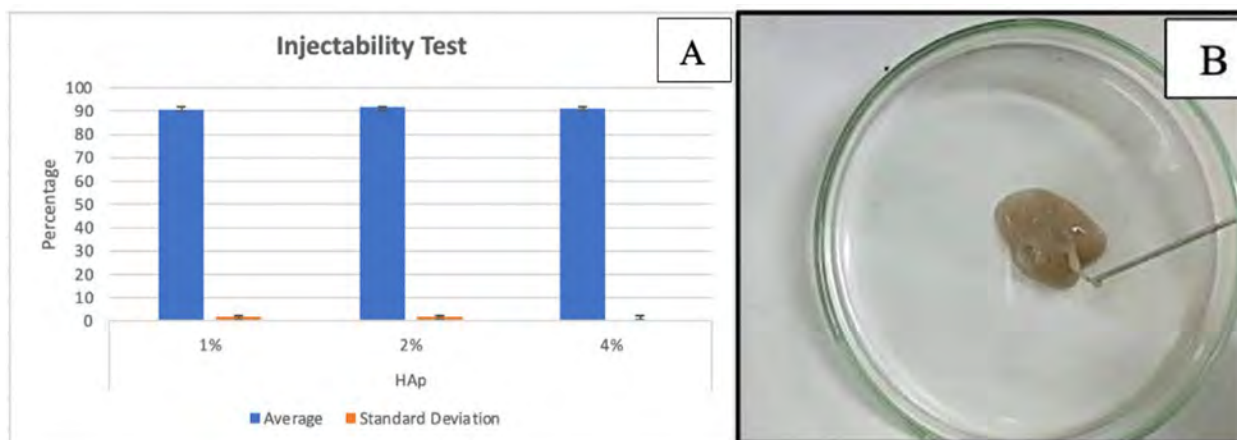 Injectability Test
A
B
Percentage
100
90
80
70
60
50
40
30
20
10
0
1% 2% 4%
HAp
Average Standard Deviation